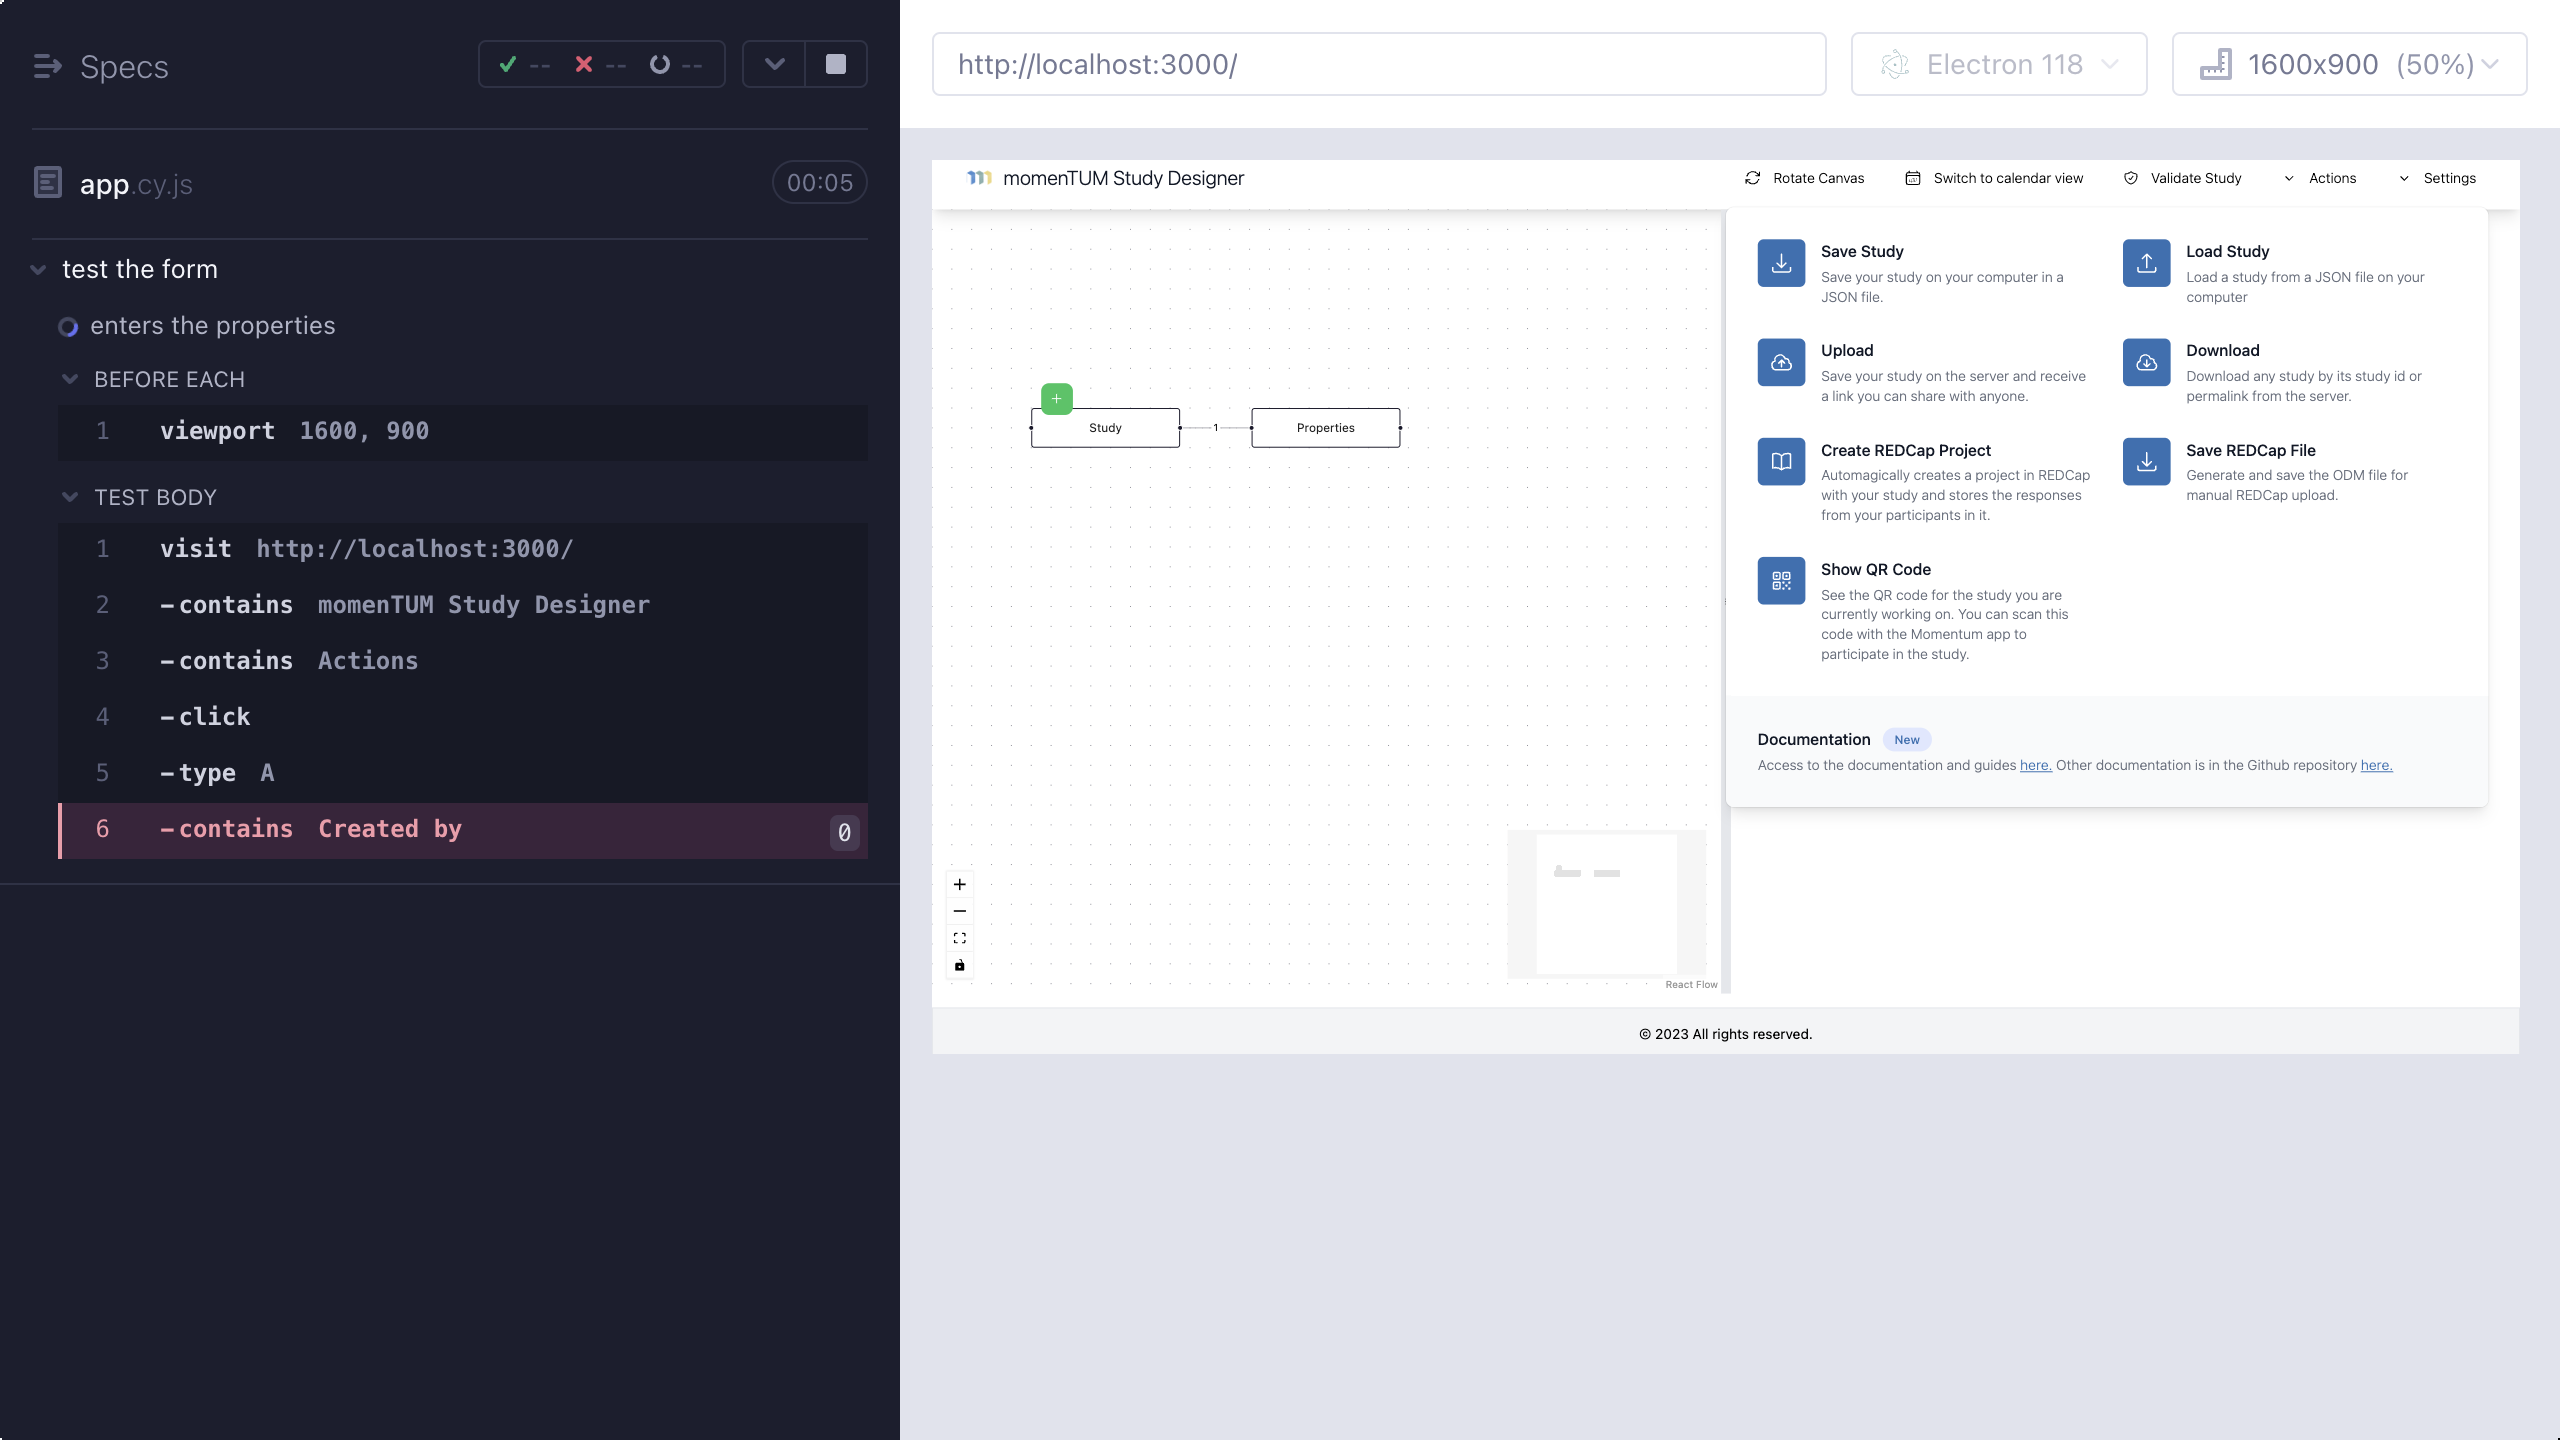 Specs
-- -- --
app.cy.js
00:05
test the form
enters the properties
BEFORE EACH
1 viewport 1600, 900
TEST BODY
1 visit http://localhost:3000/
2 -contains momenTUM Study Designer
3 -contains Actions
4 -click
5 -type A
6 -contains Created by 0
http://localhost:3000/
Electron 118
1600x900 (50%)
momenTUM Study Designer
Rotate Canvas
Switch to calendar view
Validate Study
Actions
Settings
+
Study
1
Properties
Save Study
Save your study on your computer in a
JSON file.
Load Study
Load a study from a JSON file on your
computer
Upload
Save your study on the server and receive
a link you can share with anyone.
Download
Download any study by its study id or
permalink from the server.
Create REDCap Project
Automagically creates a project in REDCap
with your study and stores the responses
from your participants in it.
Save REDCap File
Generate and save the ODM file for
manual REDCap upload.
Show QR Code
See the QR code for the study you are
currently working on. You can scan this
code with the Momentum app to
participate in the study.
Documentation New
Access to the documentation and guides here. Other documentation is in the Github repository here.
React Flow
© 2023 All rights reserved.